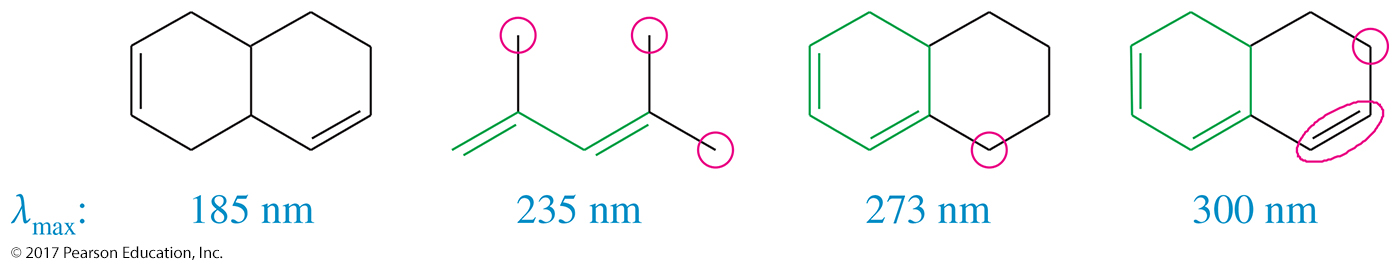 λmax: 185 nm 235 nm 273 nm 300 nm
© 2017 Pearson Education, Inc.